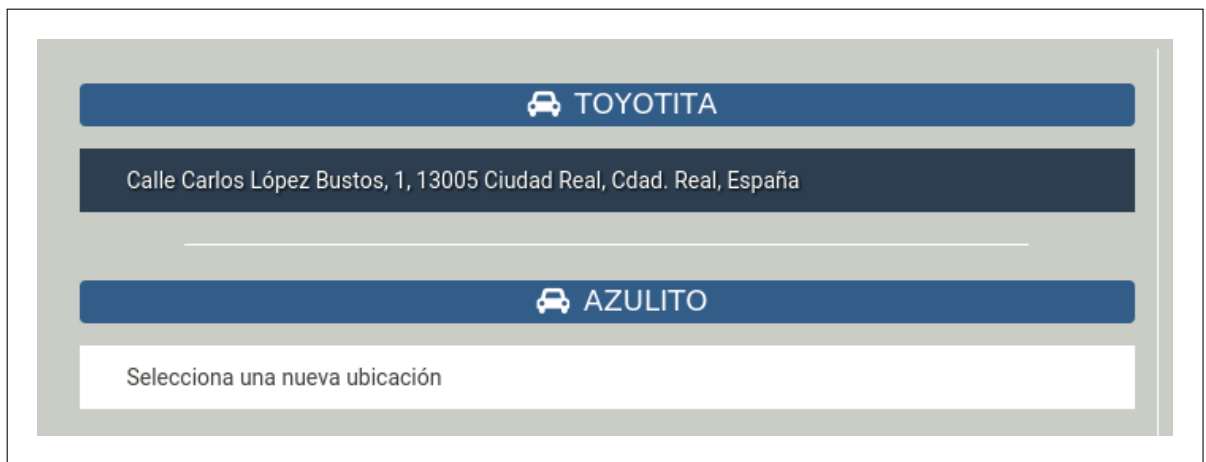 TOYOTITA
Calle Carlos López Bustos, 1, 13005 Ciudad Real, Cdad. Real, España
AZULITO
Selecciona una nueva ubicación